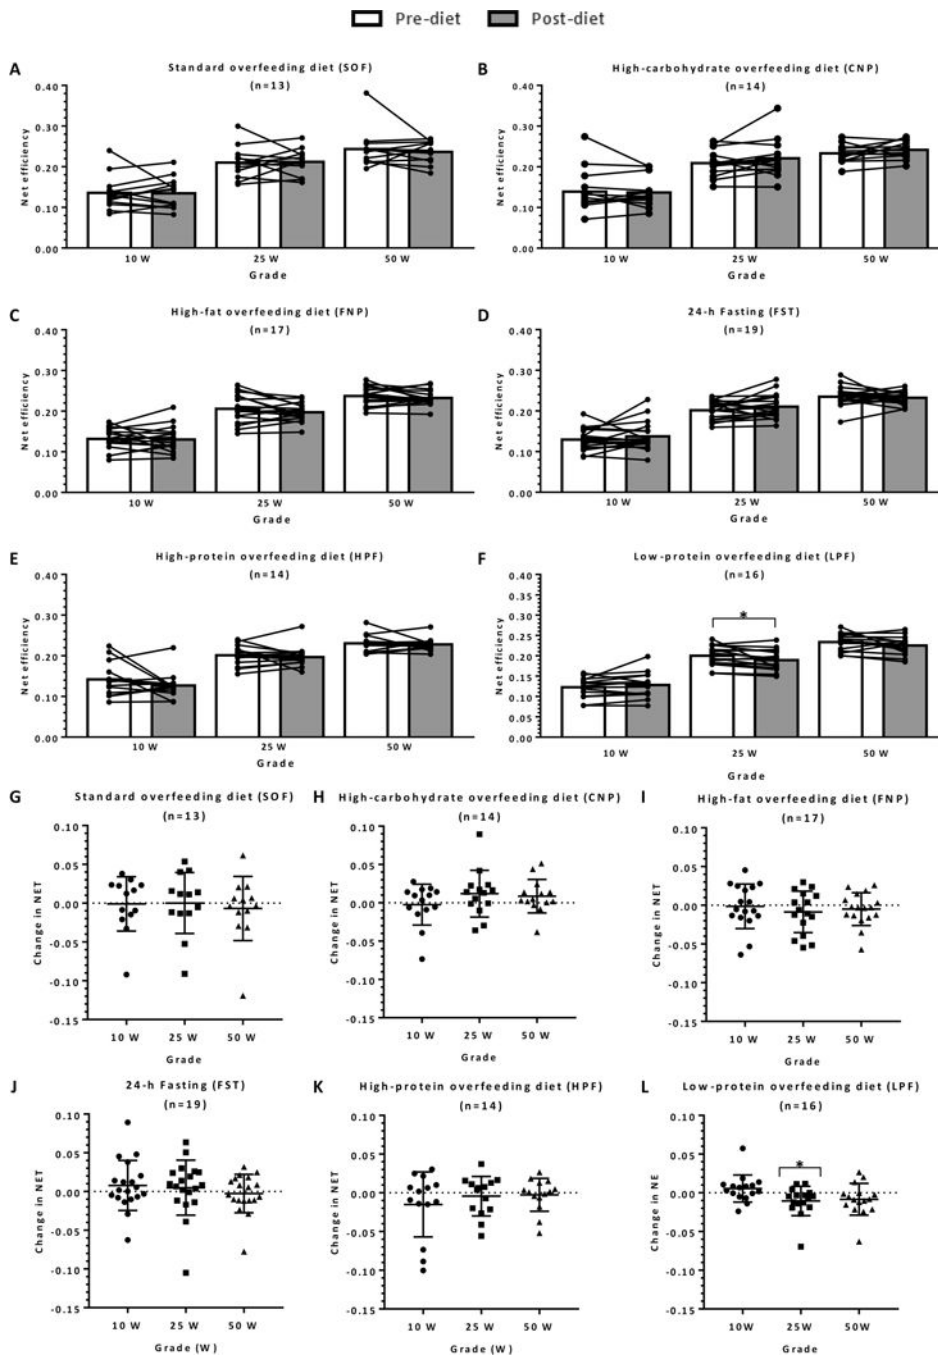 Pre-diet Post-diet
A Standard overfeeding diet (SOF)
(n=13)
0.40
0.30
0.20
0.10
0.00
Net efficiency
10 W 25 W 50 W
Grade
B High-carbohydrate overfeeding diet (CNP)
(n=14)
0.40
0.30
0.20
0.10
0.00
Net efficiency
10 W 25 W 50 W
Grade
C High-fat overfeeding diet (FNP)
(n=17)
0.40
0.30
0.20
0.10
0.00
Net efficiency
10 W 25 W 50 W
Grade
D 24-h Fasting (FST)
(n=19)
0.40
0.30
0.20
0.10
0.00
Net efficiency
10 W 25 W 50 W
Grade
E High-protein overfeeding diet (HPF)
(n=14)
0.40
0.30
0.20
0.10
0.00
Net efficiency
10 W 25 W 50 W
Grade
F Low-protein overfeeding diet (LPF)
(n=16)
0.40
0.35
0.30
0.25
0.20
0.15
0.10
0.05
0.00
Net efficiency
*
10 W 25 W 50 W
Grade
G Standard overfeeding diet (SOF)
(n=13)
0.10
0.05
0.00
-0.05
-0.10
-0.15
Change in NET
10 W 25 W 50 W
Grade
H High-carbohydrate overfeeding diet (CNP)
(n=14)
0.10
0.05
0.00
-0.05
-0.10
-0.15
Change in NET
10 W 25 W 50 W
Grade
I High-fat overfeeding diet (FNP)
(n=17)
0.10
0.05
0.00
-0.05
-0.10
-0.15
Change in NET
10 W 25 W 50 W
Grade
J 24-h Fasting (FST)
(n=19)
0.10
0.05
0.00
-0.05
-0.10
-0.15
Change in NET
10 W 25 W 50 W
Grade (W)
K High-protein overfeeding diet (HPF)
(n=14)
0.10
0.05
0.00
-0.05
-0.10
-0.15
Change in NET
10 W 25 W 50 W
Grade (W)
L Low-protein overfeeding diet (LPF)
(n=16)
0.10
0.05
0.00
-0.05
-0.10
-0.15
Change in NE
*
10W 25 W 50 W
Grade